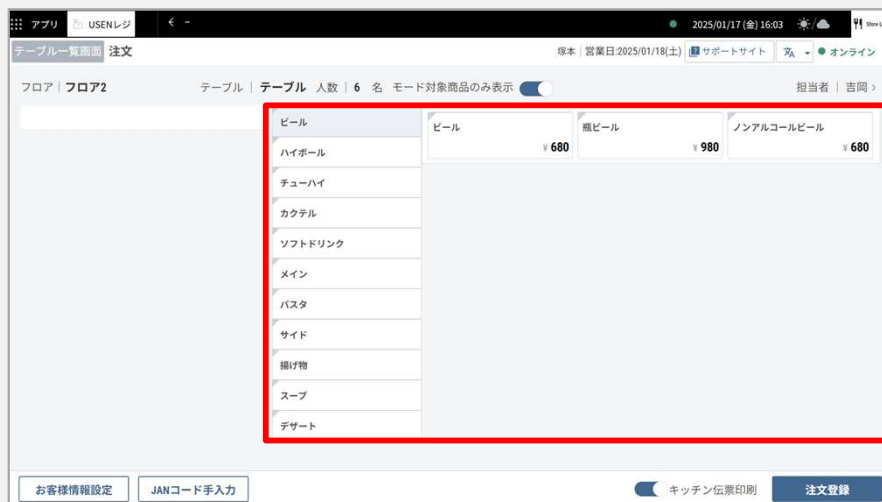 アプリ USENレジ 2025/01/17 (金) 16:03
テーブル一覧画面 注文 塚本 営業日:2025/01/18(土) サポートサイト オンライン
フロア フロア2 テーブル テーブル 人数 6 名 モード対象商品のみ表示 担当者 吉岡
ビール
ハイボール
チューハイ
カクテル
ソフトドリンク
メイン
パスタ
サイド
揚げ物
スープ
デザート
ビール
¥ 680
瓶ビール
¥ 980
ノンアルコールビール
¥ 680
お客様情報設定 JANコード手入力 キッチン伝票印刷 注文登録